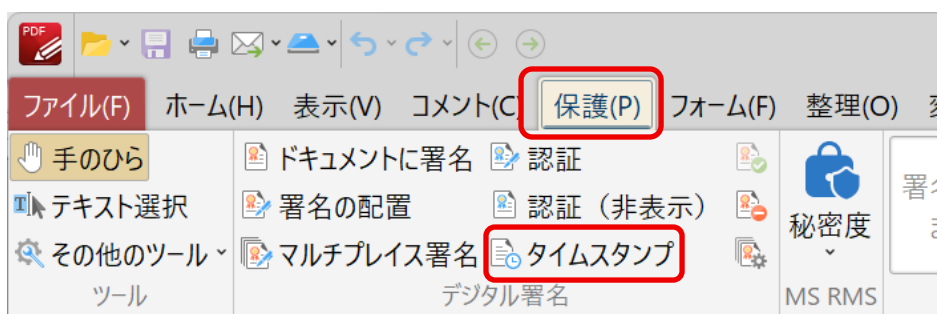 PDF
ファイル(F) ホーム(H) 表示(V) コメント(C) 保護(P) フォーム(F) 整理(O)
手のひら ドキュメントに署名 認証
テキスト選択 署名の配置 認証（非表示）
その他のツール マルチプレイス署名 タイムスタンプ 秘密度
ツール デジタル署名 MS RMS